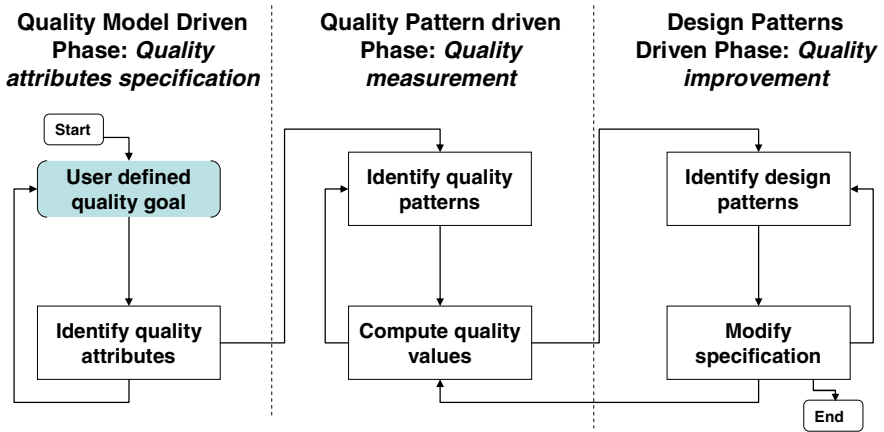 Quality Model Driven
Phase: Quality
attributes specification
Quality Pattern driven
Phase: Quality
measurement
Design Patterns
Driven Phase: Quality
improvement
Start
User defined
quality goal
Identify quality
patterns
Identify design
patterns
Identify quality
attributes
Compute quality
values
Modify
specification
End